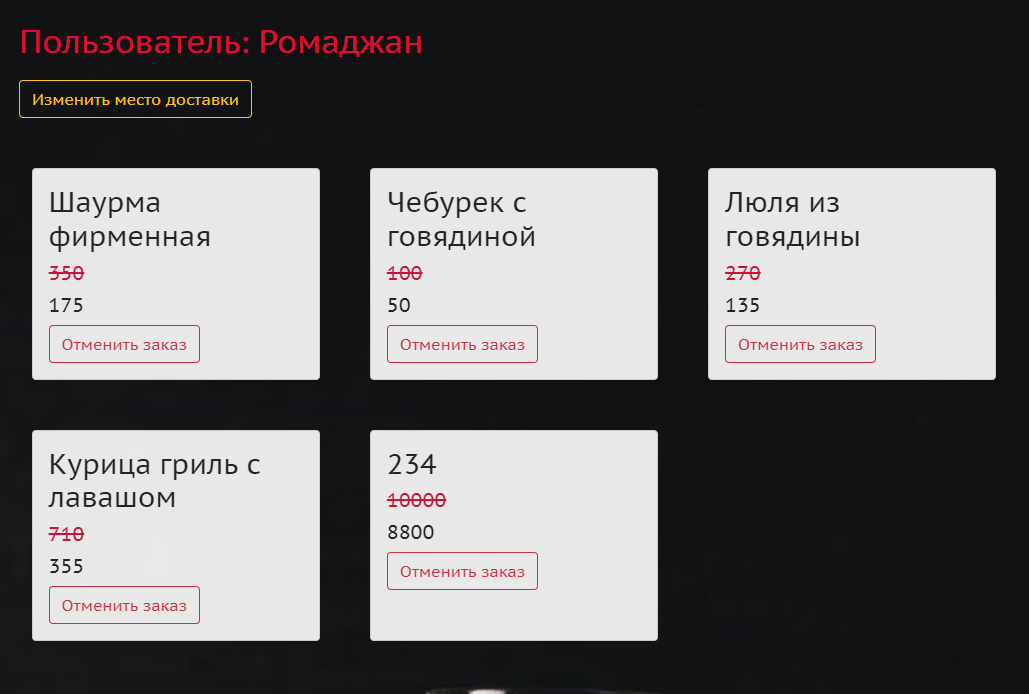 Пользователь: Ромаджан
Изменить место доставки
Шаурма
фирменная
350
175
Отменить заказ
Чебурек с
говядиной
100
50
Отменить заказ
Люля из
говядины
270
135
Отменить заказ
Курица гриль с
лавашом
710
355
Отменить заказ
234
10000
8800
Отменить заказ